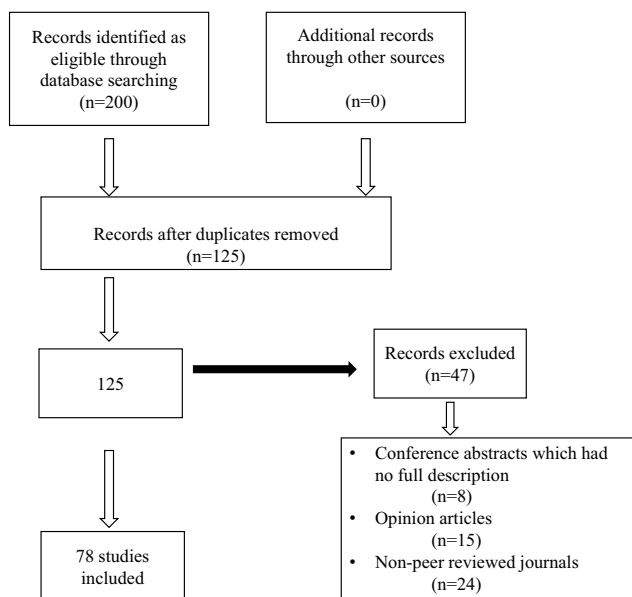 Records identified as
eligible through
database searching
(n=200)
Additional records
through other sources
(n=0)
Records after duplicates removed
(n=125)
125
Records excluded
(n=47)
• Conference abstracts which had
no full description
(n=8)
• Opinion articles
(n=15)
• Non-peer reviewed journals
(n=24)
78 studies
included